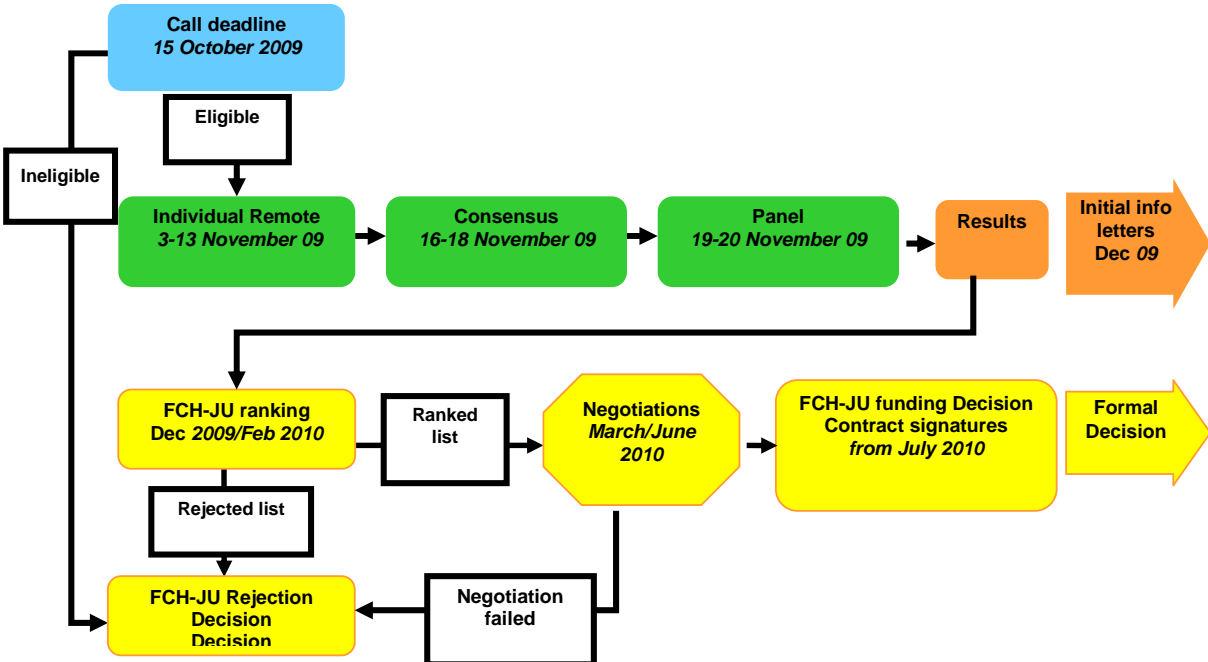 Call deadline
15 October 2009
Eligible
Ineligible
Individual Remote
3-13 November 09
Consensus
16-18 November 09
Panel
19-20 November 09
Results
Initial info
letters
Dec 09
FCH-JU ranking
Dec 2009/Feb 2010
Ranked
list
Negotiations
March/June
2010
FCH-JU funding Decision
Contract signatures
from July 2010
Formal
Decision
Rejected list
FCH-JU Rejection
Decision
Decision
Negotiation
failed